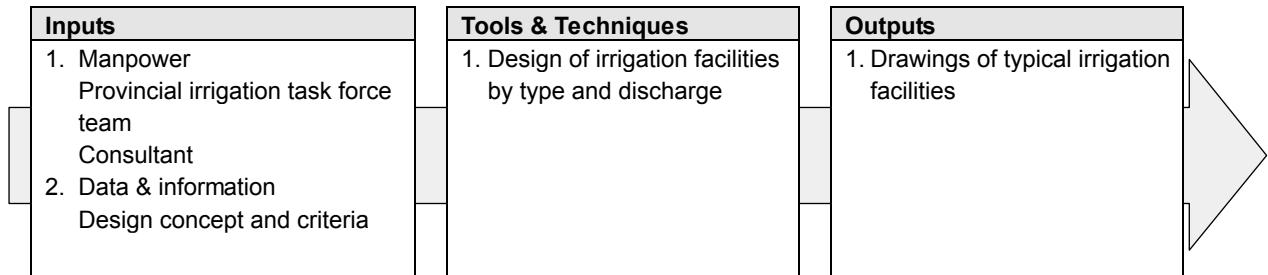 Inputs
1. Manpower
Provincial irrigation task force
team
Consultant
2. Data & information
Design concept and criteria
Tools & Techniques
1. Design of irrigation facilities
by type and discharge
Outputs
1. Drawings of typical irrigation
facilities